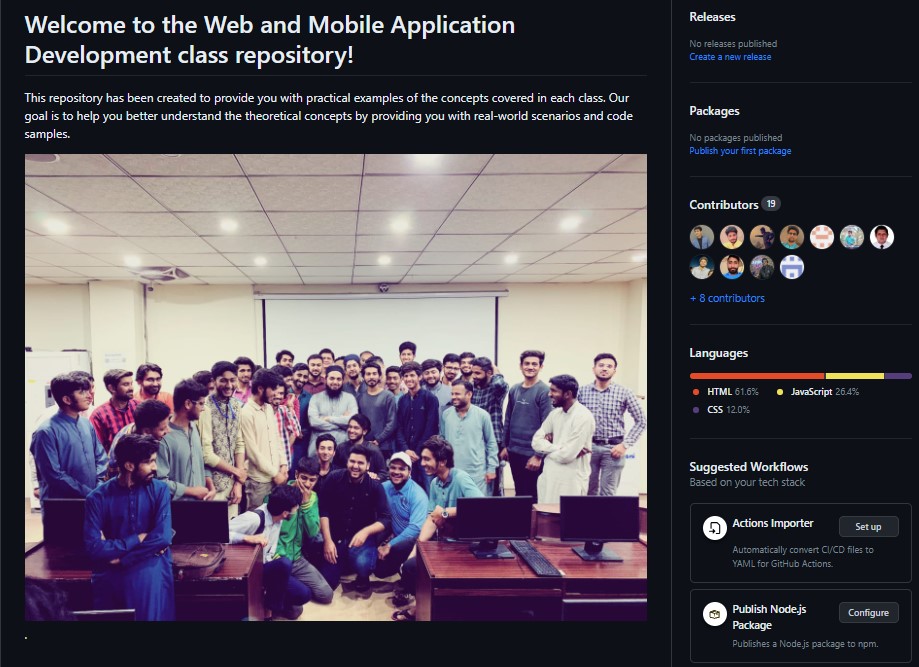 Welcome to the Web and Mobile Application
Development class repository!
This repository has been created to provide you with practical examples of the concepts covered in each class. Our
goal is to help you better understand the theoretical concepts by providing you with real-world scenarios and code
samples.
.
Releases
No releases published
Create a new release
Packages
No packages published
Publish your first package
Contributors 19
+ 8 contributors
Languages
HTML 61.6% JavaScript 26.4%
CSS 12.0%
Suggested Workflows
Based on your tech stack
Actions Importer Set up
Automatically convert CI/CD files to
YAML for GitHub Actions.
Publish Node.js Configure
Package
Publishes a Node.js package to npm.